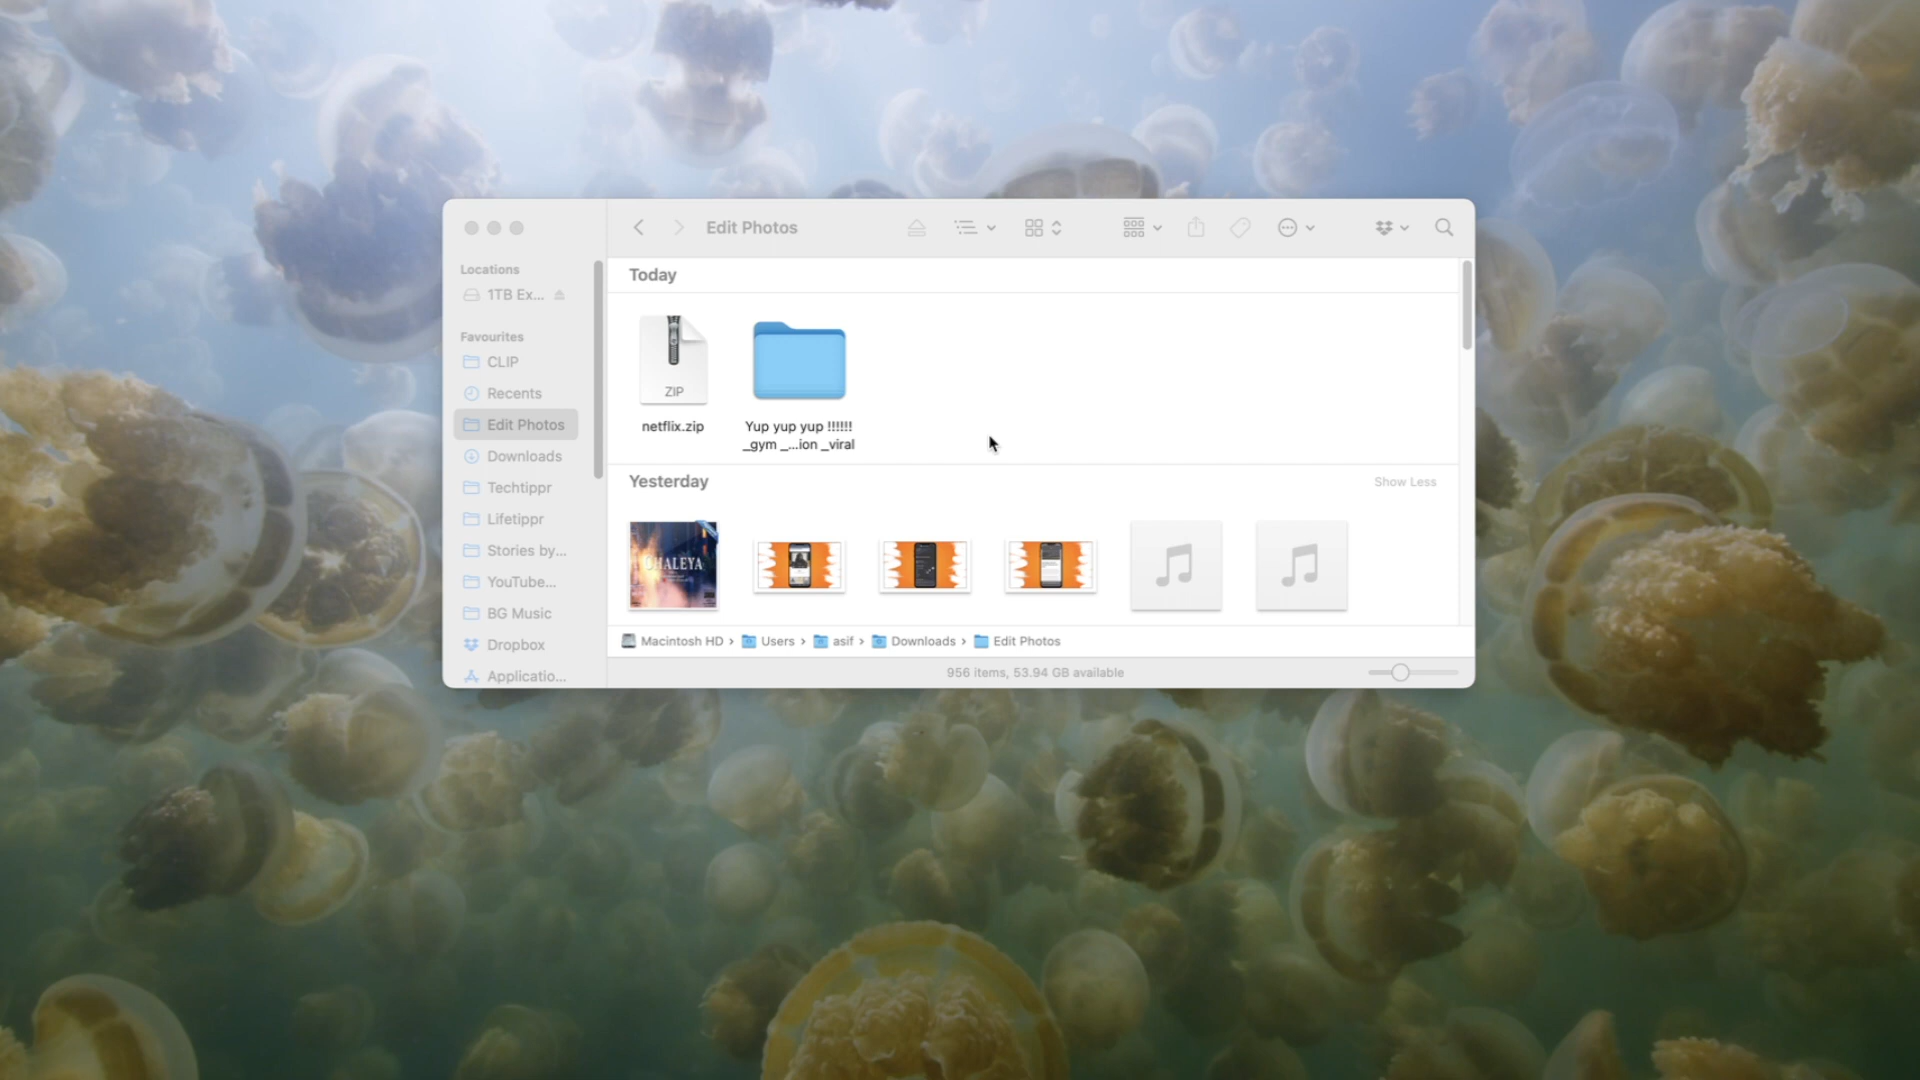 Edit Photos
Locations
1TB Ex...
Favourites
CLIP
Recents
Edit Photos
Downloads
Techtippr
Lifetippr
Stories by...
YouTube...
BG Music
Dropbox
Applicatio...
Today
ZIP
netflix.zip
Yup yup yup !!!!!!
_gym _...ion _viral
Yesterday
Show Less
CHALEYA
Macintosh HD › Users › asif › Downloads › Edit Photos
956 items, 53.94 GB available